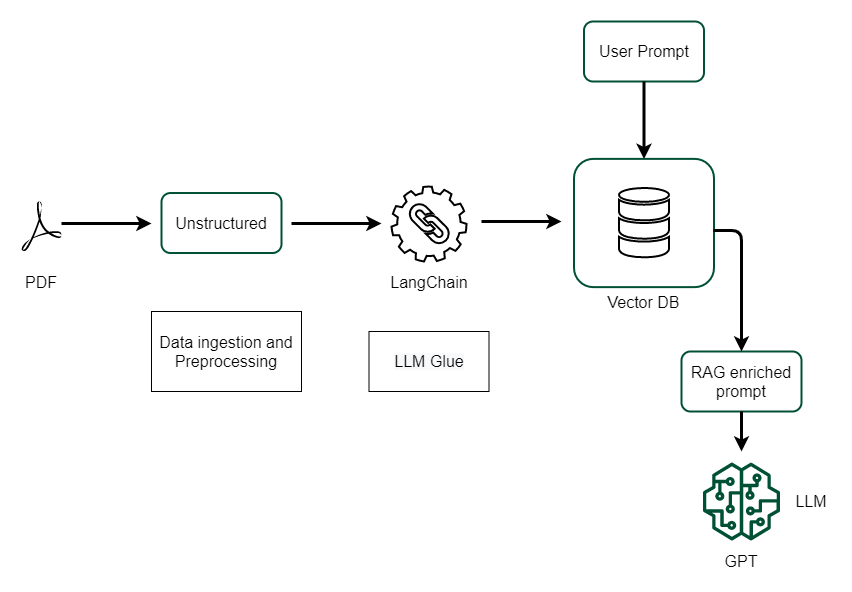 User Prompt
Unstructured
PDF
LangChain
Vector DB
Data ingestion and
Preprocessing
LLM Glue
RAG enriched
prompt
LLM
GPT